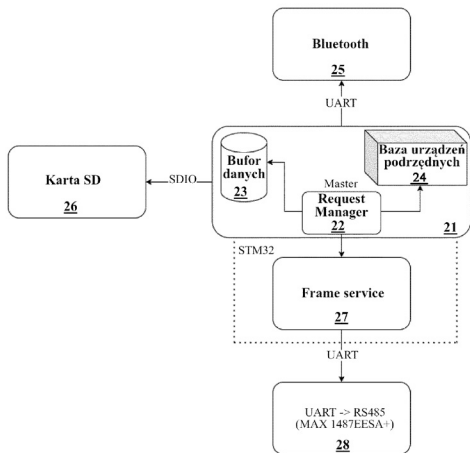 Bluetooth
25
UART
Bufor
danych
23
Baza urządzeń
podrzędnych
24
Karta SD
26
SDIO
Master
Request
Manager
22
21
STM32
Frame service
27
UART
UART -> RS485
(MAX 1487EESA+)
28